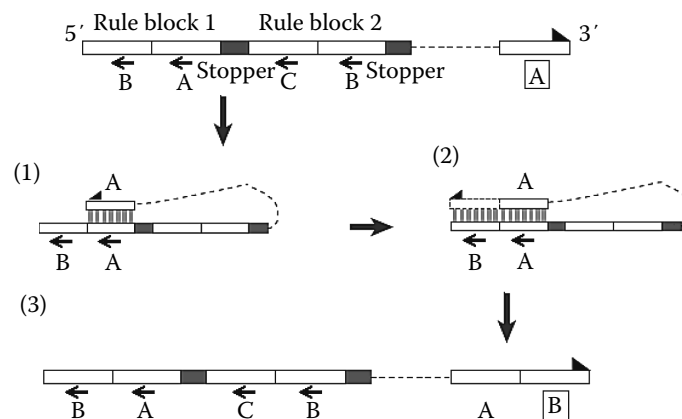 Rule block 1 Rule block 2
5′ 3′
B A Stopper C B Stopper A
(1) A
B A
(2) A
B A
(3)
B A C B A B